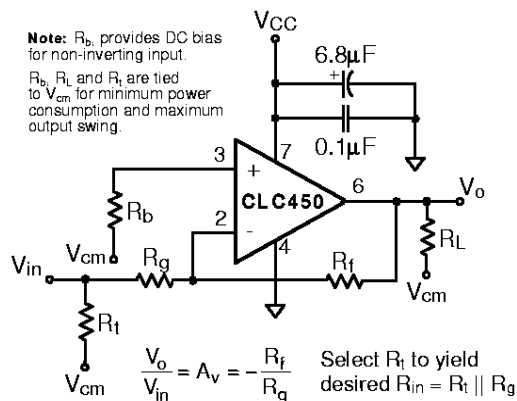 Note: Rb, provides DC bias
for non-inverting input.
Rb, RL and Rt are tied
to Vcm for minimum power
consumption and maximum
output swing.
VCC
6.8µF
+
0.1µF
7
3
+
CLC450
6
Vo
Rb
2
-
4
RL
Vcm
Vin
Rg
Rf
Vcm
Rt
Vcm
Vo/Vin = Av = -Rf/Rg
Select Rt to yield
desired Rin = Rt || Rg